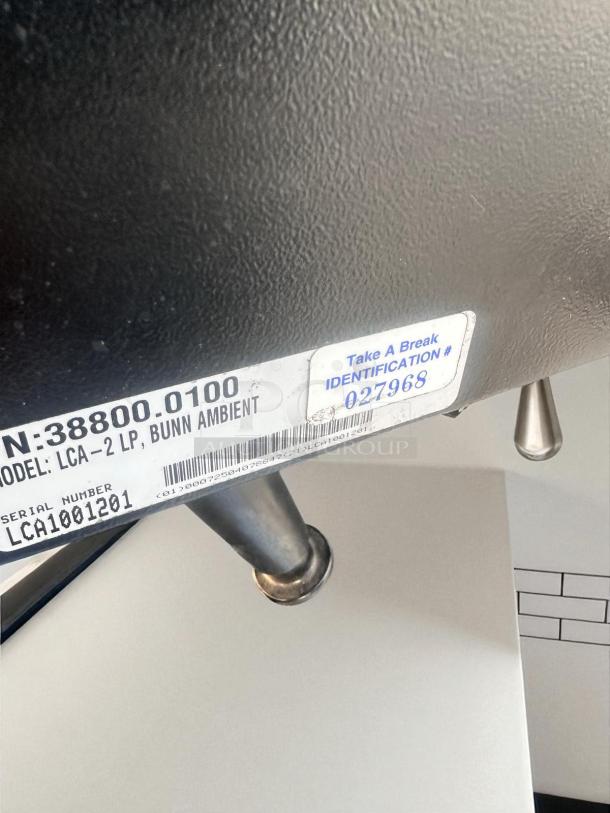 N:38800.0100
MODEL: LCA-2 LP, BUNN AMBIENT
SERIAL NUMBER
LCA1001201
Take A Break
IDENTIFICATION #
027968